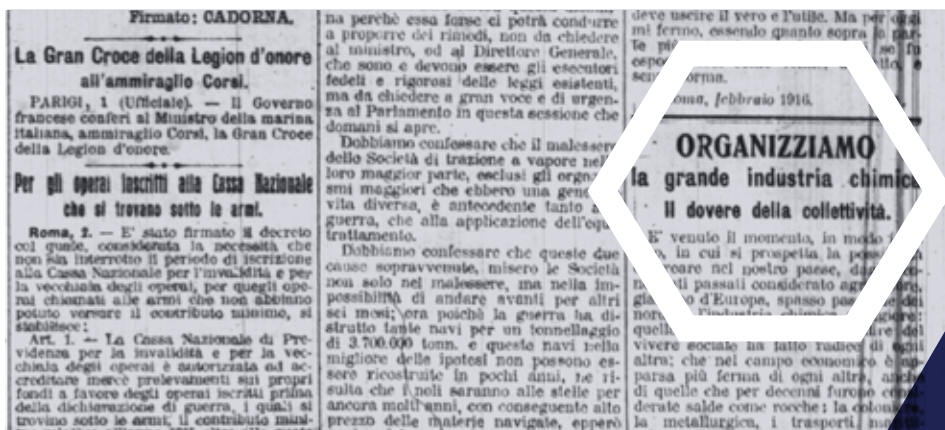 Firmato: CADORNA.
La Gran Croce della Legion d'onore
all'ammiraglio Corsi.
PARIGI, 1 (Ufficiale). — Il Governo
francese conferì al Ministro della marina
italiana, ammiraglio Corsi, la Gran Croce
della Legion d'onore.
Per gli operai inscritti alla Cassa Nazionale
che si trovano sotto le armi.
Roma, 2. — E' stato firmato il decreto
col quale, considerata la necessità che
non sia interrotto il periodo di iscrizione
alla Cassa Nazionale per l'invalidità e per
la vecchiaia degli operai, per quegli ope-
rai chiamati alle armi che non abbiano
potuto versare il contributo minimo, si
stabilisce:
Art. 1. — La Cassa Nazionale di Pre-
videnza per la invalidità e per la vec-
chiaia degli operai è autorizzata ad ac-
creditare mercè prelevamenti sui propri
fondi a favore degli operai iscritti prima
della dichiarazione di guerra, i quali si
trovino sotto le armi, il contributo mini-
na perchè essa forse ci potrà condurre
a proporre dei rimedi, non da chiedere
al ministro, ed al Direttore Generale,
che sono e devono essere gli esecutori
fedeli e rigorosi delle leggi esistenti,
ma da chiedere a gran voce e di urgen-
za al Parlamento in questa sessione che
domani si apre.
Dobbiamo confessare che il malessere
delle Società di trazione a vapore nella
loro maggior parte, esclusi gli organi-
smi maggiori che ebbero una
vita diversa, è antecedente tanto
guerra, che alla applicazione dell'equo
trattamento.
Dobbiamo confessare che queste due
cause sopravvenute, misero le Società
non solo nel malessere, ma nella im-
possibilità di andare avanti per altri
sei mesi; ora poichè la guerra ha di-
strutto tante navi per un tonnellaggio
di 3.700.000 tonn. e queste navi nella
migliore delle ipotesi non possono es-
sere ricostruite in pochi anni, ne ri-
sulta che i noli saranno alle stelle per
ancora molti anni, con conseguente alto
prezzo delle materie navigate, epperò
deve uscire il vero e l'utile. Ma per oggi
mi fermo, essendo quanto sopra la par-
te più
Roma, febbraio 1916.
ORGANIZZIAMO
la grande industria chimica
Il dovere della collettività.
E' venuto il momento, in modo
in cui si prospetta la
creare nel nostro paese,
passati considerato
d'Europa, spasso
l'industria chimica
quella
vivere sociale ha fatto radice di ogni
altra; che nel campo economico è ap-
parsa più ferma di ogni altra, anche
di quelle che per decenni furono consi-
derate salde come rocche: la
la metallurgica, i trasporti